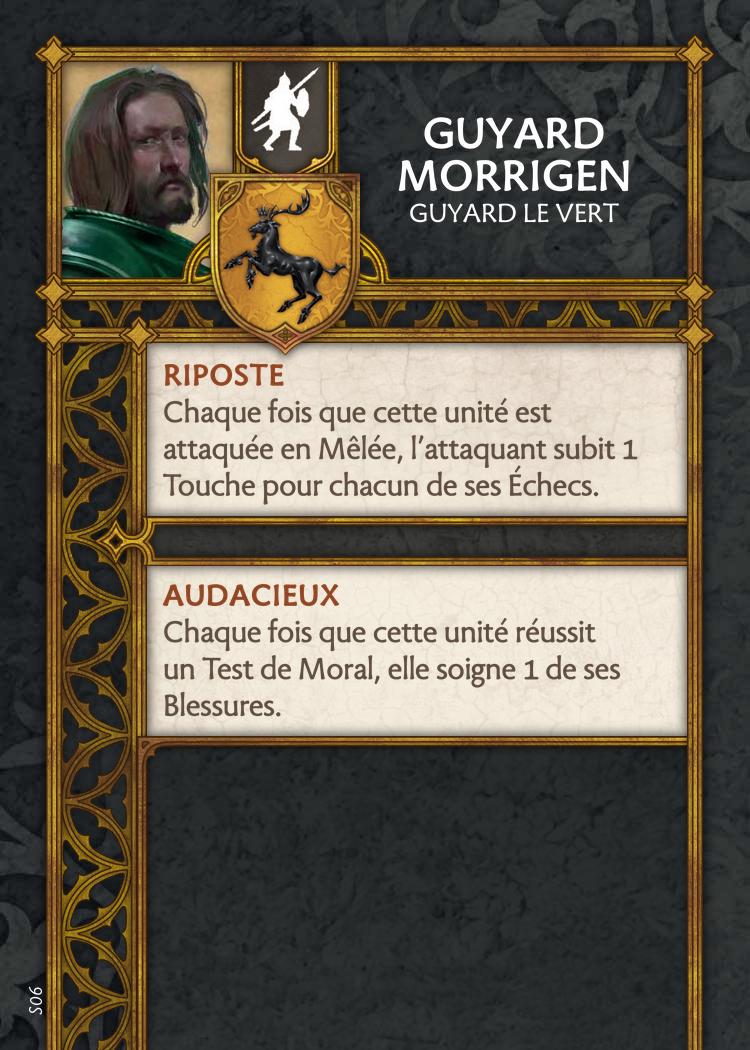 GUYARD
MORRIGEN
GUYARD LE VERT
RIPOSTE
Chaque fois que cette unité est
attaquée en Mêlée, l'attaquant subit 1
Touche pour chacun de ses Échecs.
AUDACIEUX
Chaque fois que cette unité réussit
un Test de Moral, elle soigne 1 de ses
Blessures.
S06